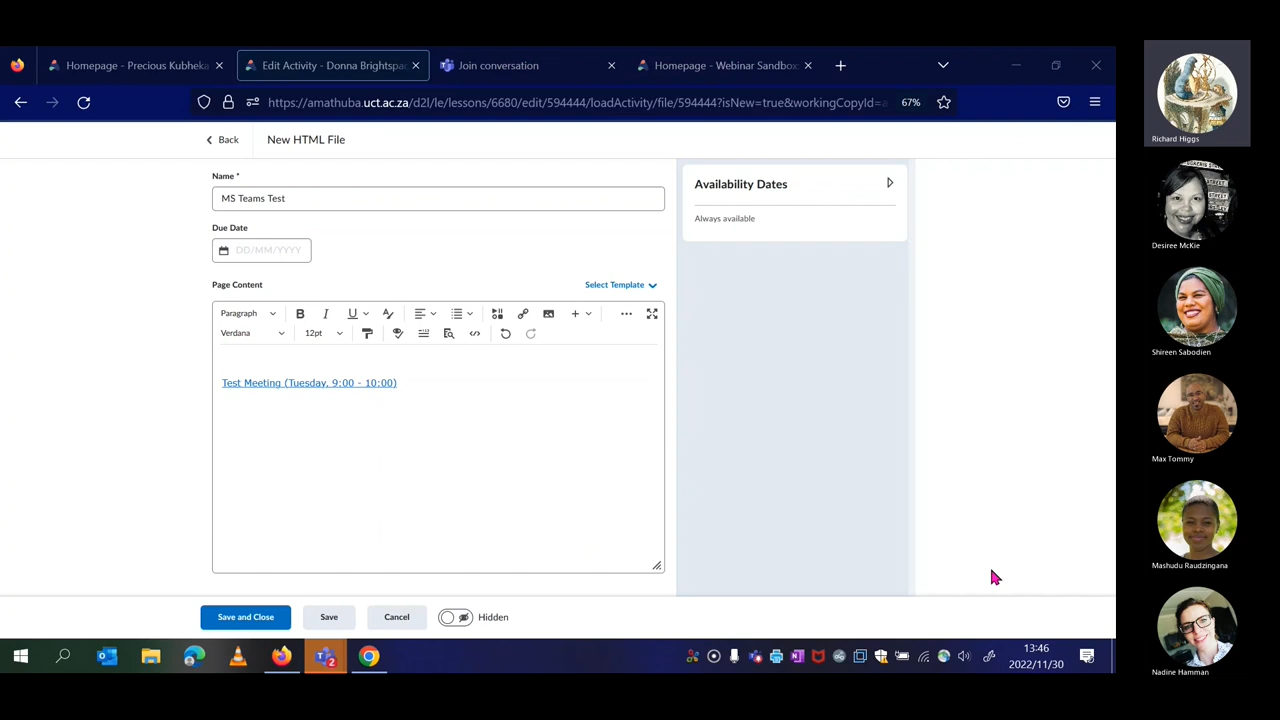 Homepage - Precious Kubheka
Edit Activity - Donna Brightspac
Join conversation
Homepage - Webinar Sandbox
https://amathuba.uct.ac.za/d2l/le/lessons/6680/edit/594444/loadActivity/file/594444?isNew=true&workingCopyId=a
67%
Back
New HTML File
Name *
MS Teams Test
Due Date
DD/MM/YYYY
Page Content
Select Template
Paragraph
B I U
Verdana
12pt
Test Meeting (Tuesday, 9:00 - 10:00)
Availability Dates
Always available
Save and Close
Save
Cancel
Hidden
13:46
2022/11/30
Richard Higgs
Desiree McKie
Shireen Sabodien
Max Tommy
Mashudu Raudzingana
Nadine Hamman